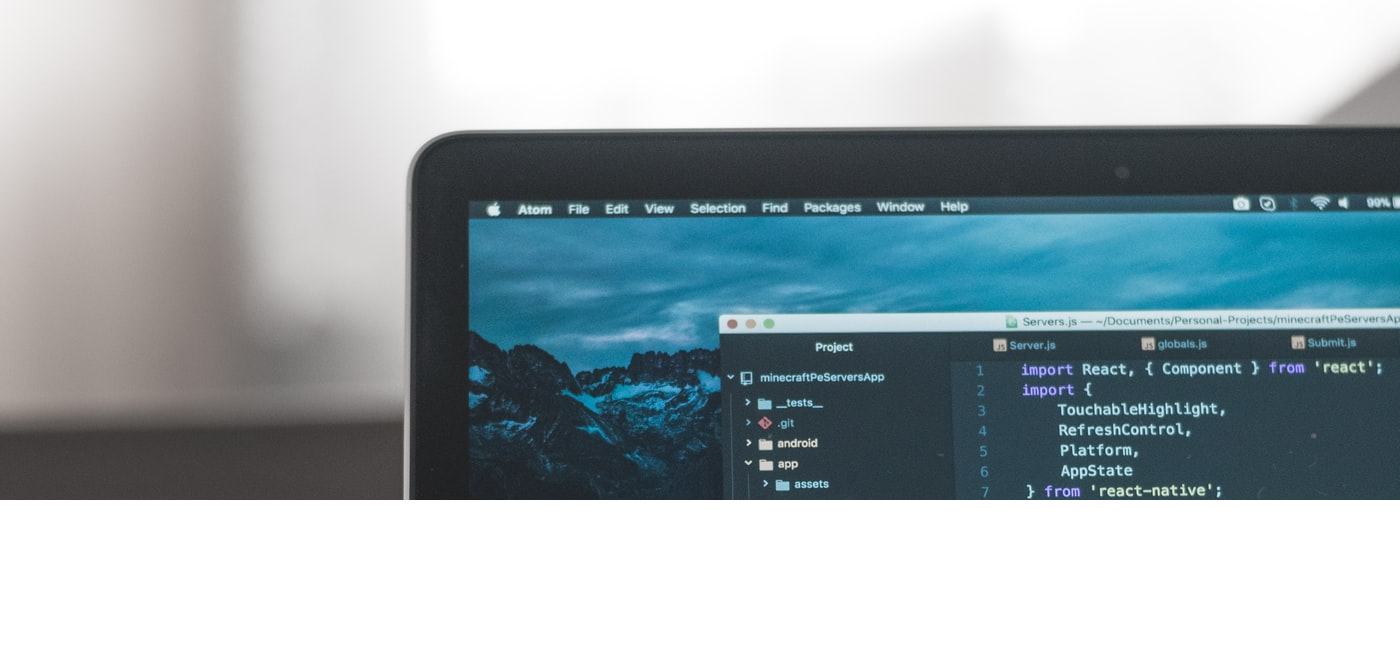 Atom File Edit View Selection Find Packages Window Help 99%
Servers.js — ~/Documents/Personal-Projects/minecraftPeServersAp
Project
Server.js globals.js Submit.js
minecraftPeServersApp
__tests__
.git
android
app
assets
1 import React, { Component } from 'react';
2 import {
3 TouchableHighlight,
4 RefreshControl,
5 Platform,
6 AppState
7 } from 'react-native';